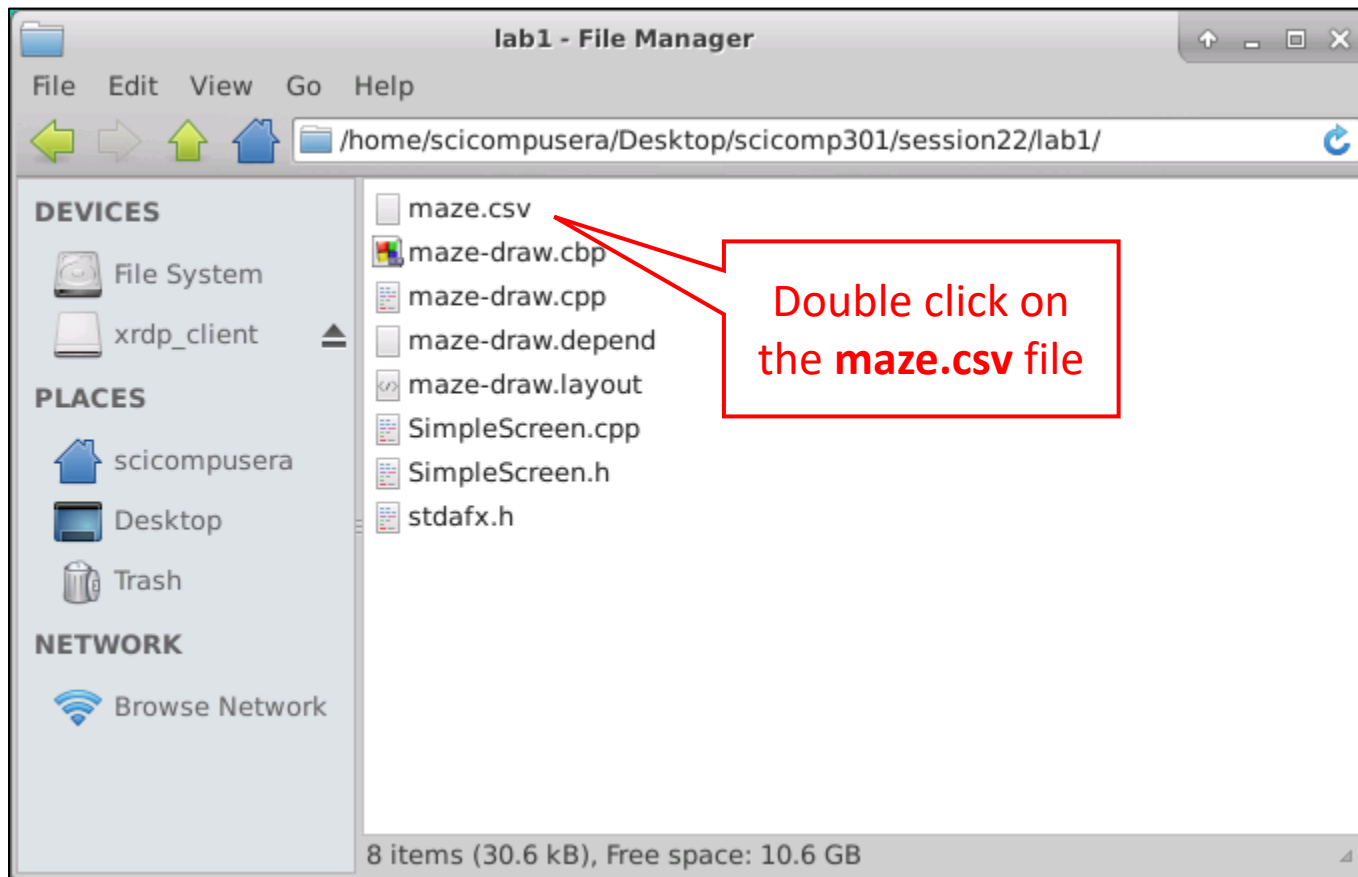 lab1 - File Manager
File Edit View Go Help
/home/scicompusera/Desktop/scicomp301/session22/lab1/
DEVICES
File System
xrdp_client
PLACES
scicompusera
Desktop
Trash
NETWORK
Browse Network
maze.csv
maze-draw.cbp
maze-draw.cpp
maze-draw.depend
maze-draw.layout
SimpleScreen.cpp
SimpleScreen.h
stdafx.h
Double click on
the maze.csv file
8 items (30.6 kB), Free space: 10.6 GB